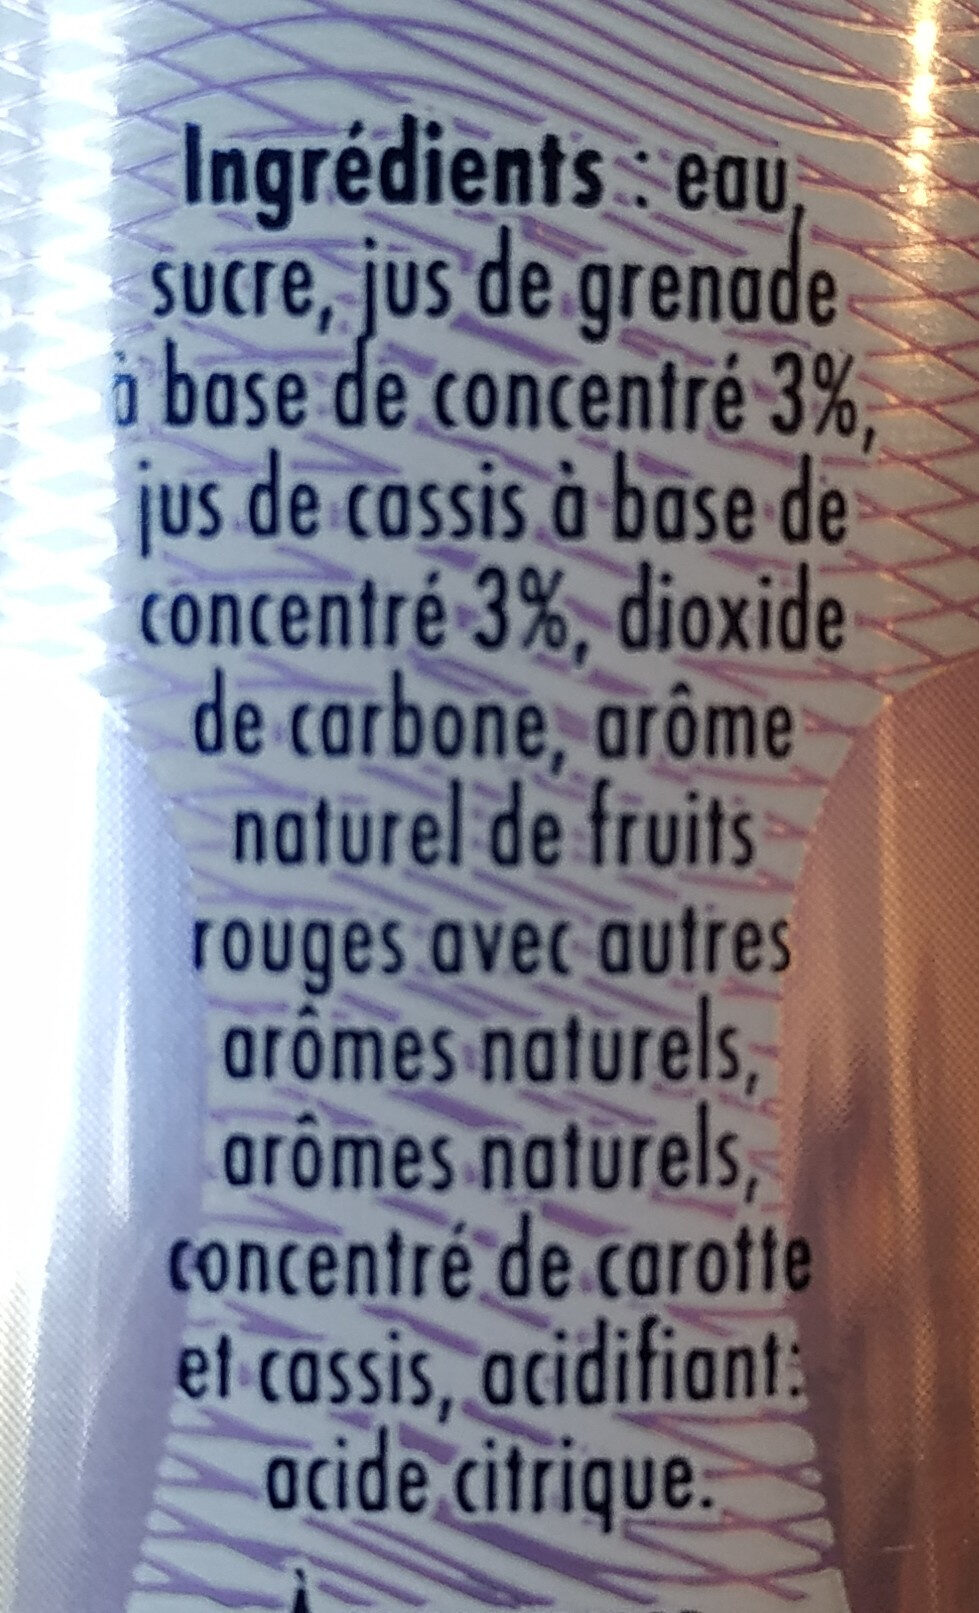 Ingrédients : eau,
sucre, jus de grenade
à base de concentré 3%,
jus de cassis à base de
concentré 3%, dioxide
de carbone, arôme
naturel de fruits
rouges avec autres
arômes naturels,
arômes naturels,
concentré de carotte
et cassis, acidifiant:
acide citrique.